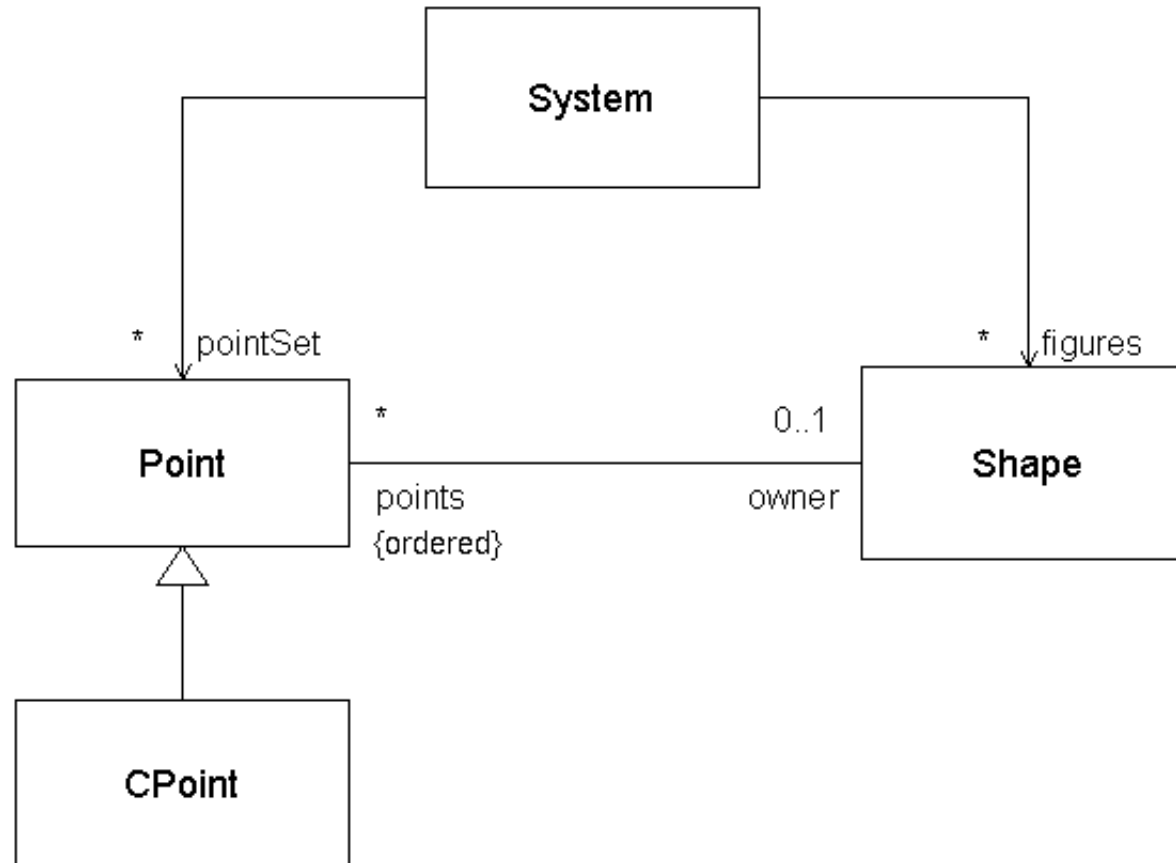 System
* pointSet
* figures
Point
* 0..1
Shape
points owner
{ordered}
CPoint